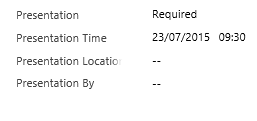 Presentation Required
Presentation Time 23/07/2015 09:30
Presentation Locatio --
Presentation By --